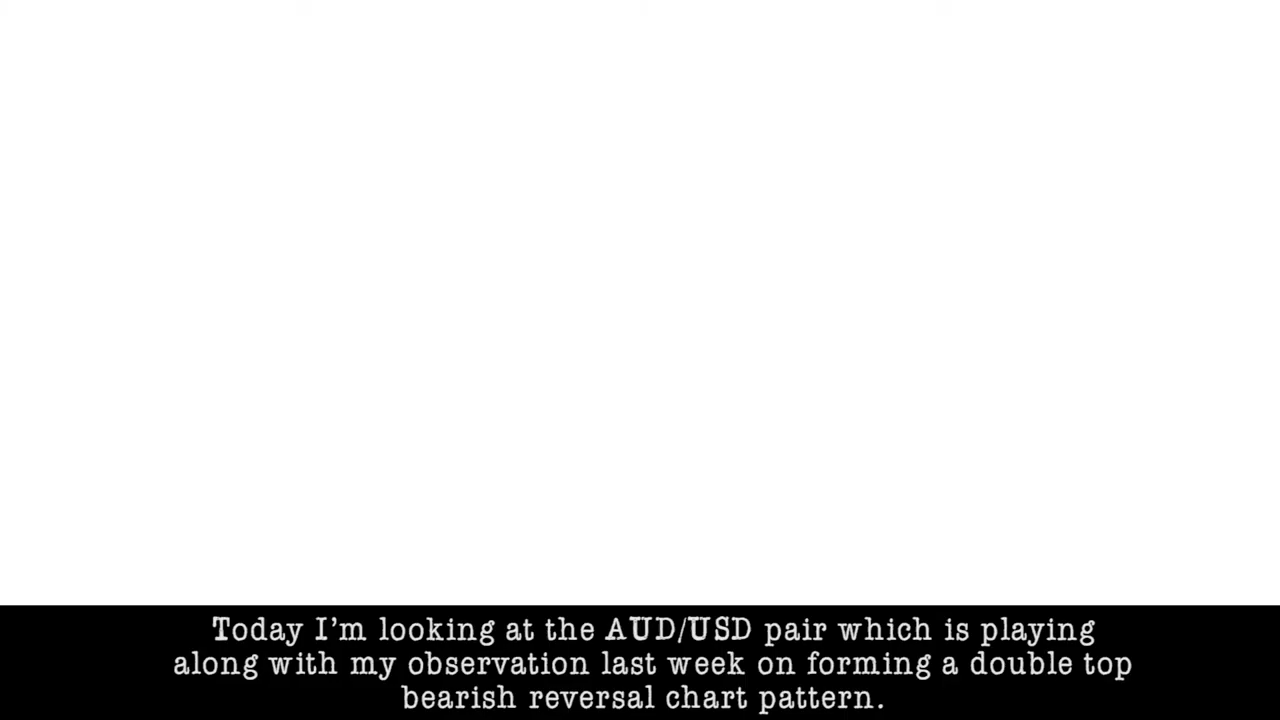 Today I'm looking at the AUD/USD pair which is playing
along with my observation last week on forming a double top
bearish reversal chart pattern.